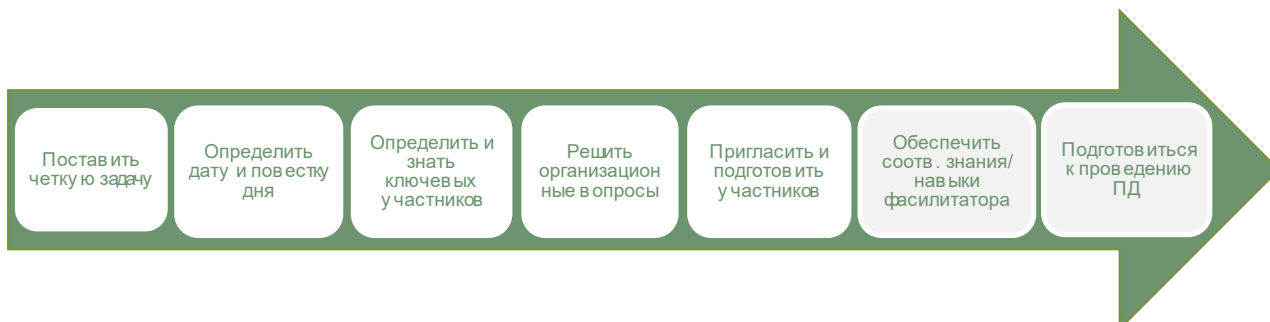 Поставить
четкую задачу
Определить
дату и повестку
дня
Определить и
знать
ключевых
участников
Решить
организацион
ные вопросы
Пригласить и
подготовить
участников
Обеспечить
соотв. знания/
навыки
фасилитатора
Подготовиться
к проведению
ПД